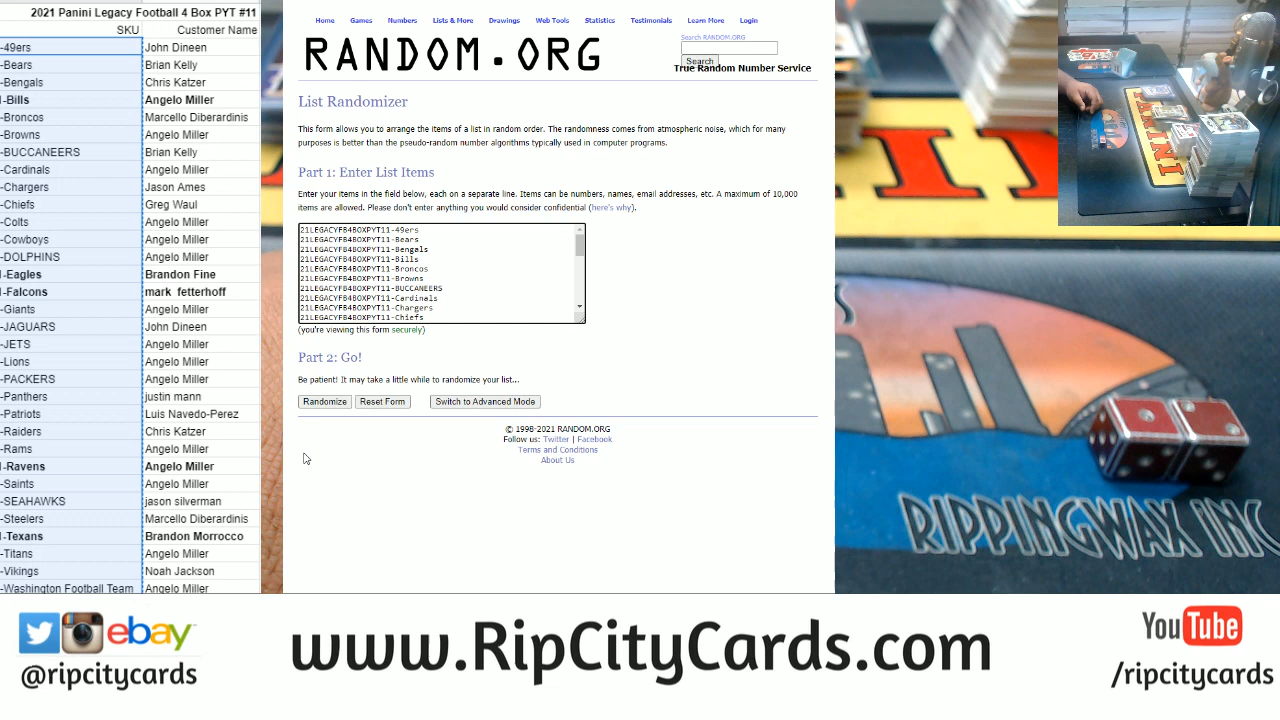 2021 Panini Legacy Football 4 Box PYT #11
SKU Customer Name
-49ers John Dineen
-Bears Brian Kelly
-Bengals Chris Katzer
-Bills Angelo Miller
-Broncos Marcello Diberardinis
-Browns Angelo Miller
-BUCCANEERS Brian Kelly
-Cardinals Angelo Miller
-Chargers Jason Ames
-Chiefs Greg Waul
-Colts Angelo Miller
-Cowboys Angelo Miller
-DOLPHINS Angelo Miller
-Eagles Brandon Fine
-Falcons mark fetterhoff
-Giants Angelo Miller
-JAGUARS John Dineen
-JETS Angelo Miller
-Lions Angelo Miller
-PACKERS Angelo Miller
-Panthers justin mann
-Patriots Luis Navedo-Perez
-Raiders Chris Katzer
-Rams Angelo Miller
-Ravens Angelo Miller
-Saints Angelo Miller
-SEAHAWKS jason silverman
-Steelers Marcello Diberardinis
-Texans Brandon Morrocco
-Titans Angelo Miller
-Vikings Noah Jackson
-Washington Football Team Angelo Miller
Home Games Numbers Lists & More Drawings Web Tools Statistics Testimonials Learn More Login
RANDOM.ORG
Search RANDOM.ORG
Search
True Random Number Service
List Randomizer
This form allows you to arrange the items of a list in random order. The randomness comes from atmospheric noise, which for many
purposes is better than the pseudo-random number algorithms typically used in computer programs.
Part 1: Enter List Items
Enter your items in the field below, each on a separate line. Items can be numbers, names, email addresses, etc. A maximum of 10,000
items are allowed. Please don't enter anything you would consider confidential (here's why).
21LEGACYFB4BOXPYT11-49ers
21LEGACYFB4BOXPYT11-Bears
21LEGACYFB4BOXPYT11-Bengals
21LEGACYFB4BOXPYT11-Bills
21LEGACYFB4BOXPYT11-Broncos
21LEGACYFB4BOXPYT11-Browns
21LEGACYFB4BOXPYT11-BUCCANEERS
21LEGACYFB4BOXPYT11-Cardinals
21LEGACYFB4BOXPYT11-Chargers
21LEGACYFB4BOXPYT11-Chiefs
(you're viewing this form securely)
Part 2: Go!
Be patient! It may take a little while to randomize your list...
Randomize Reset Form Switch to Advanced Mode
© 1998-2021 RANDOM.ORG
Follow us: Twitter | Facebook
Terms and Conditions
About Us
PANINI
RIPPINGWAX INC
ebay
@ripcitycards
www.RipCityCards.com
YouTube
/ripcitycards